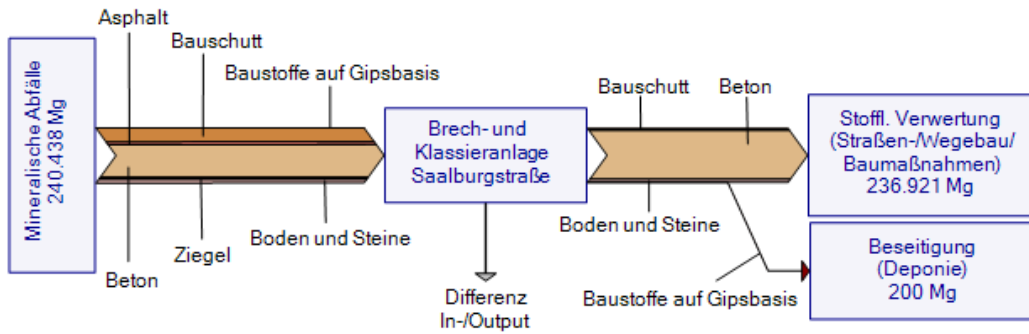 Asphalt
Bauschutt
Baustoffe auf Gipsbasis
Mineralische Abfälle
240.438 Mg
Beton
Ziegel
Boden und Steine
Brech- und
Klassieranlage
Saalburgstraße
Differenz
In-/Output
Bauschutt
Beton
Boden und Steine
Baustoffe auf Gipsbasis
Stoffl. Verwertung
(Straßen-/Wegebau/
Baumaßnahmen)
236.921 Mg
Beseitigung
(Deponie)
200 Mg